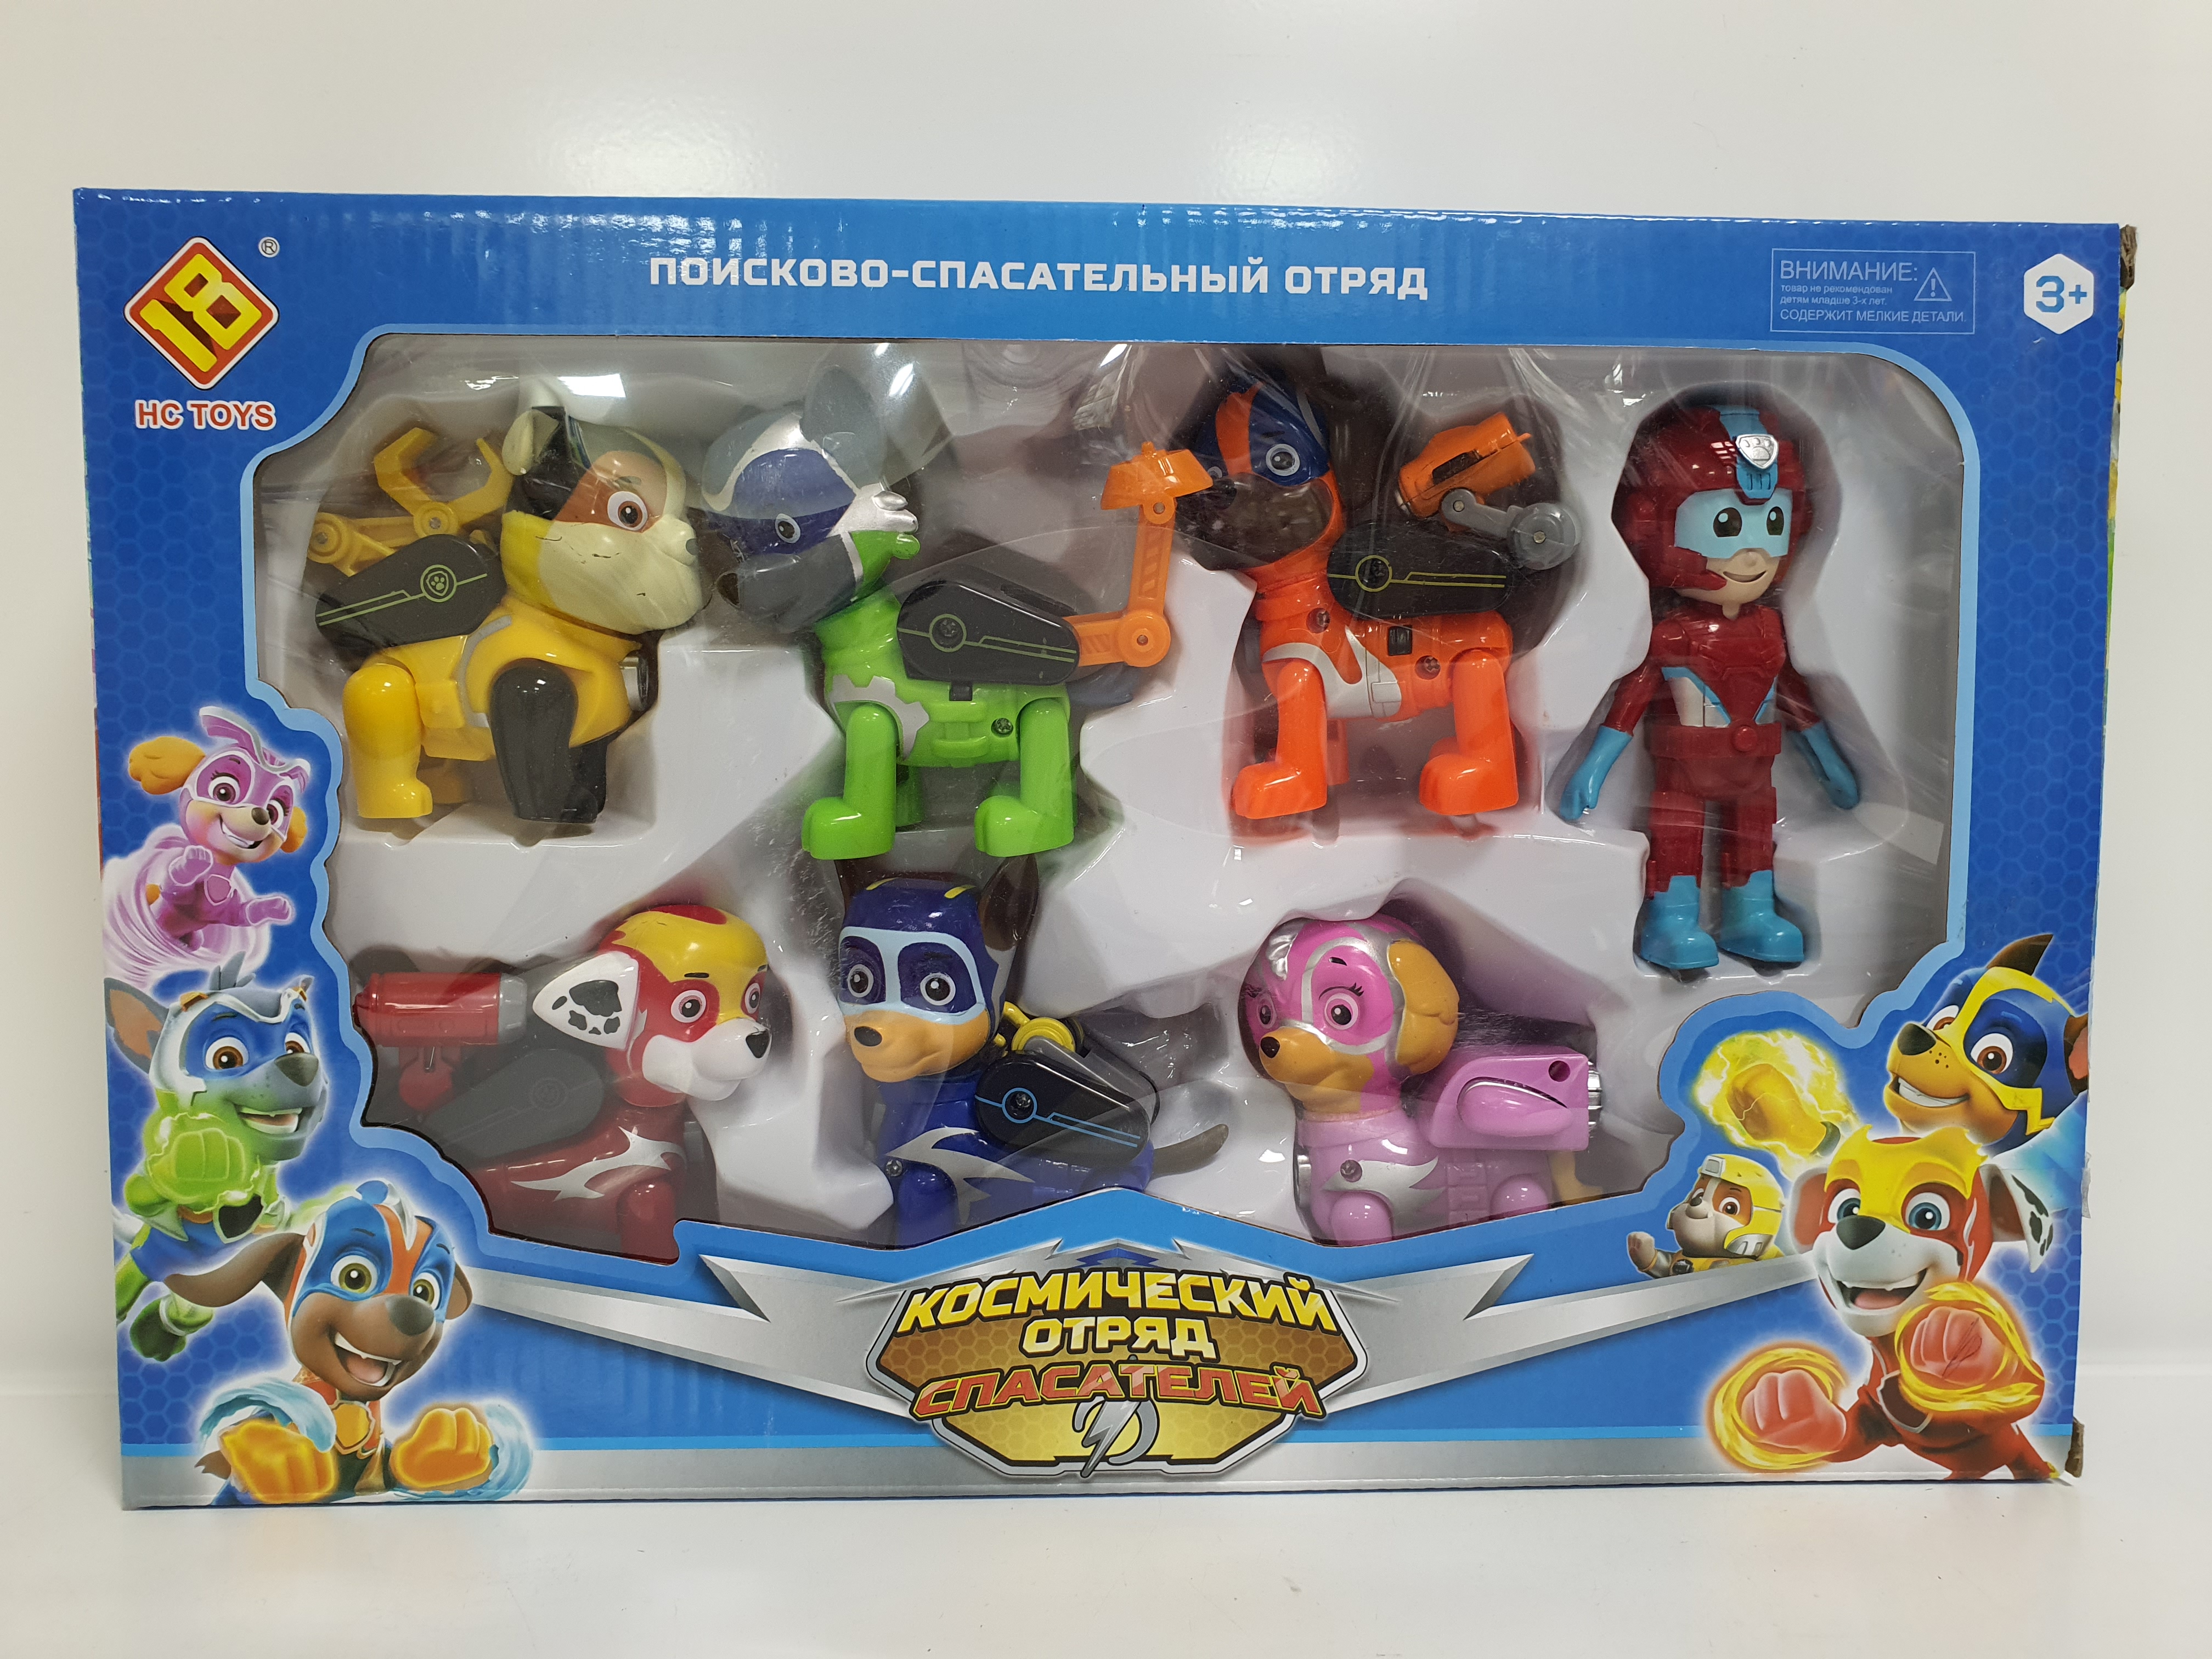 18 ®
HC TOYS
ПОИСКОВО-СПАСАТЕЛЬНЫЙ ОТРЯД
ВНИМАНИЕ:
товар не рекомендован
детям младше 3-х лет.
СОДЕРЖИТ МЕЛКИЕ ДЕТАЛИ.
3+
КОСМИЧЕСКИЙ
ОТРЯД
СПАСАТЕЛЕЙ